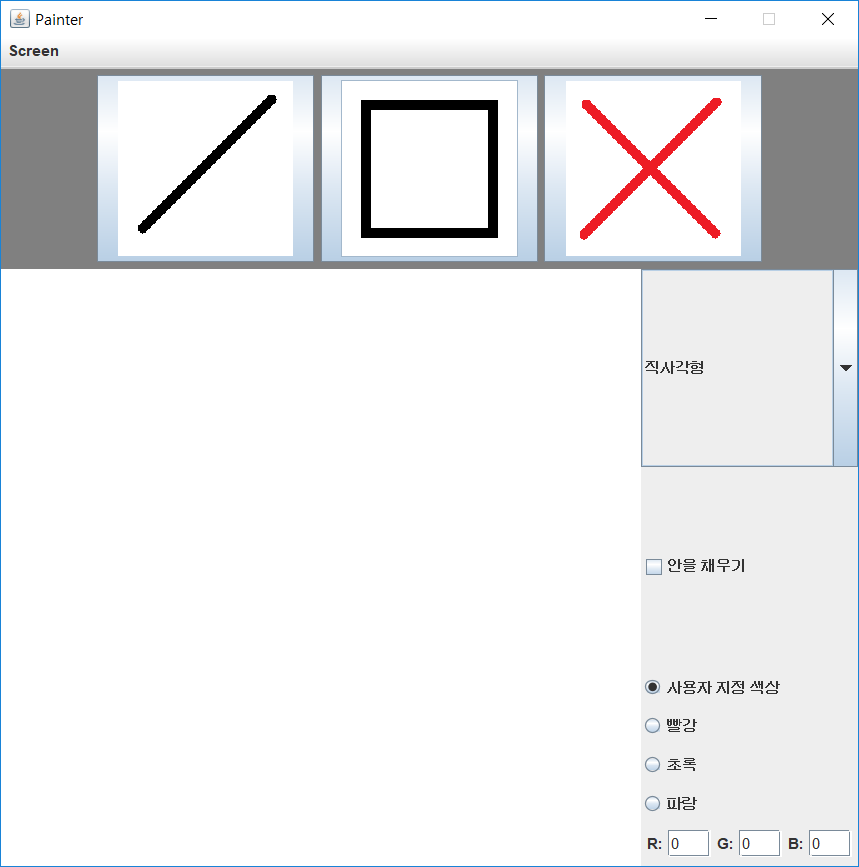 Painter
Screen
직사각형
안을 채우기
사용자 지정 색상
빨강
초록
파랑
R: 0 G: 0 B: 0